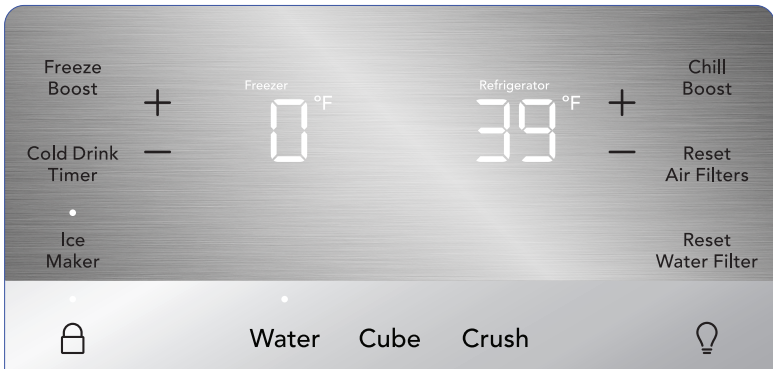 Freeze
Boost
+
−
Cold Drink
Timer
Ice
Maker
Freezer
0 °F
Refrigerator
39 °F
+
−
Chill
Boost
Reset
Air Filters
Reset
Water Filter
Water
Cube
Crush